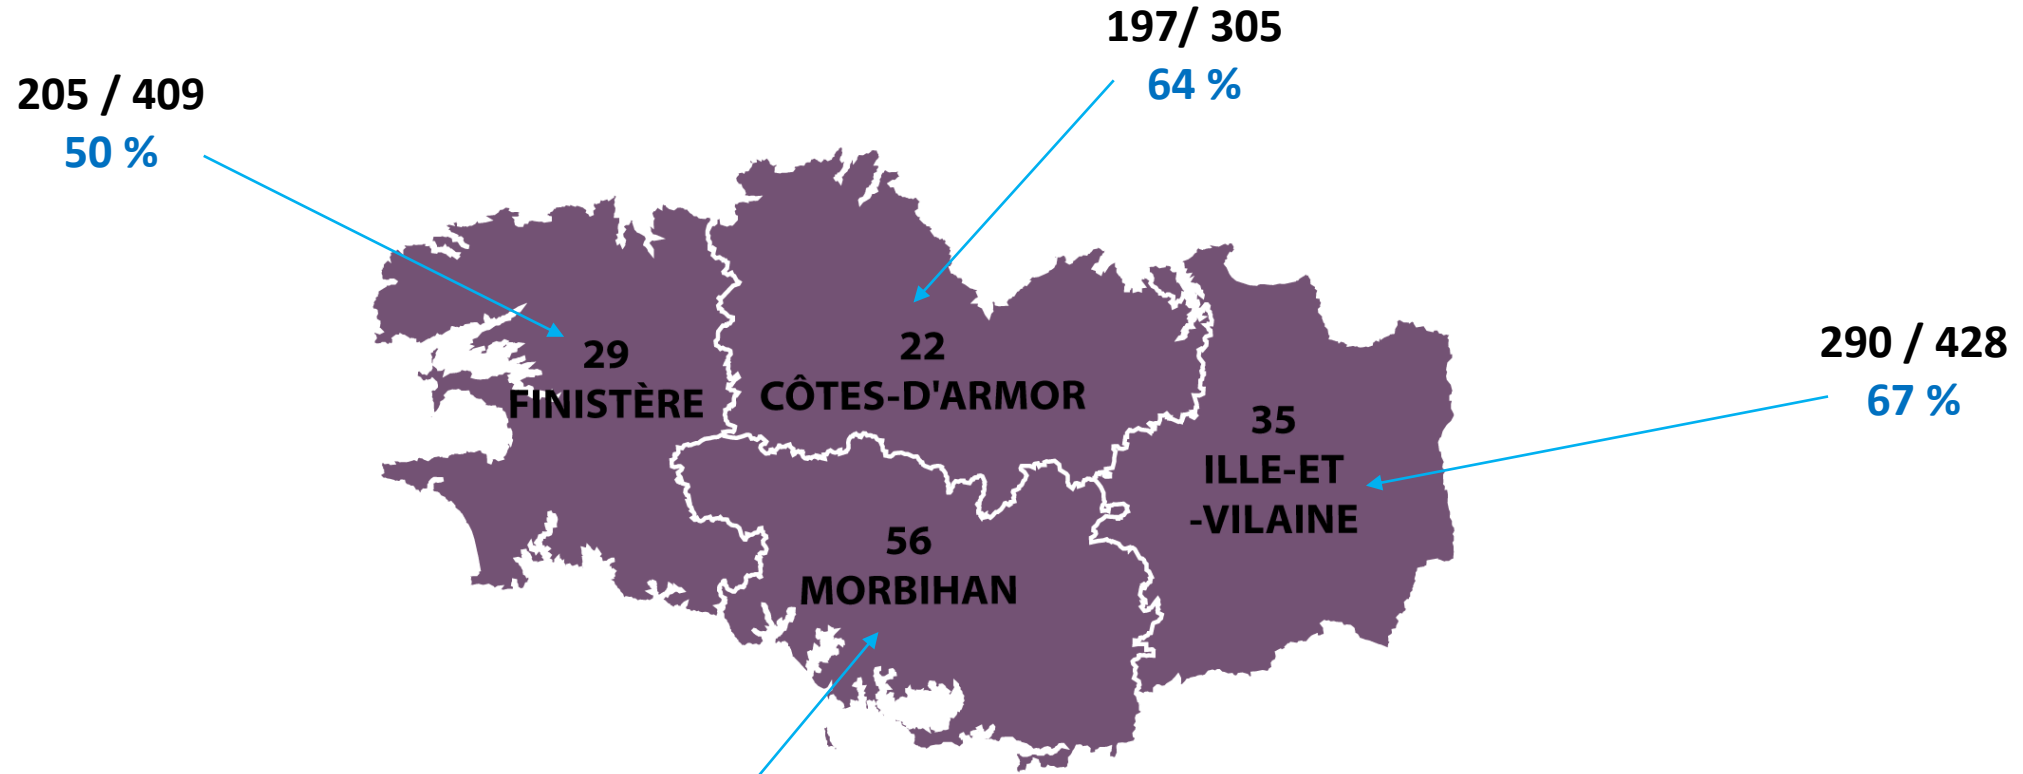 197/ 305
64 %
205 / 409
50 %
290 / 428
67 %
29
FINISTÈRE
22
CÔTES-D'ARMOR
35
ILLE-ET
-VILAINE
56
MORBIHAN